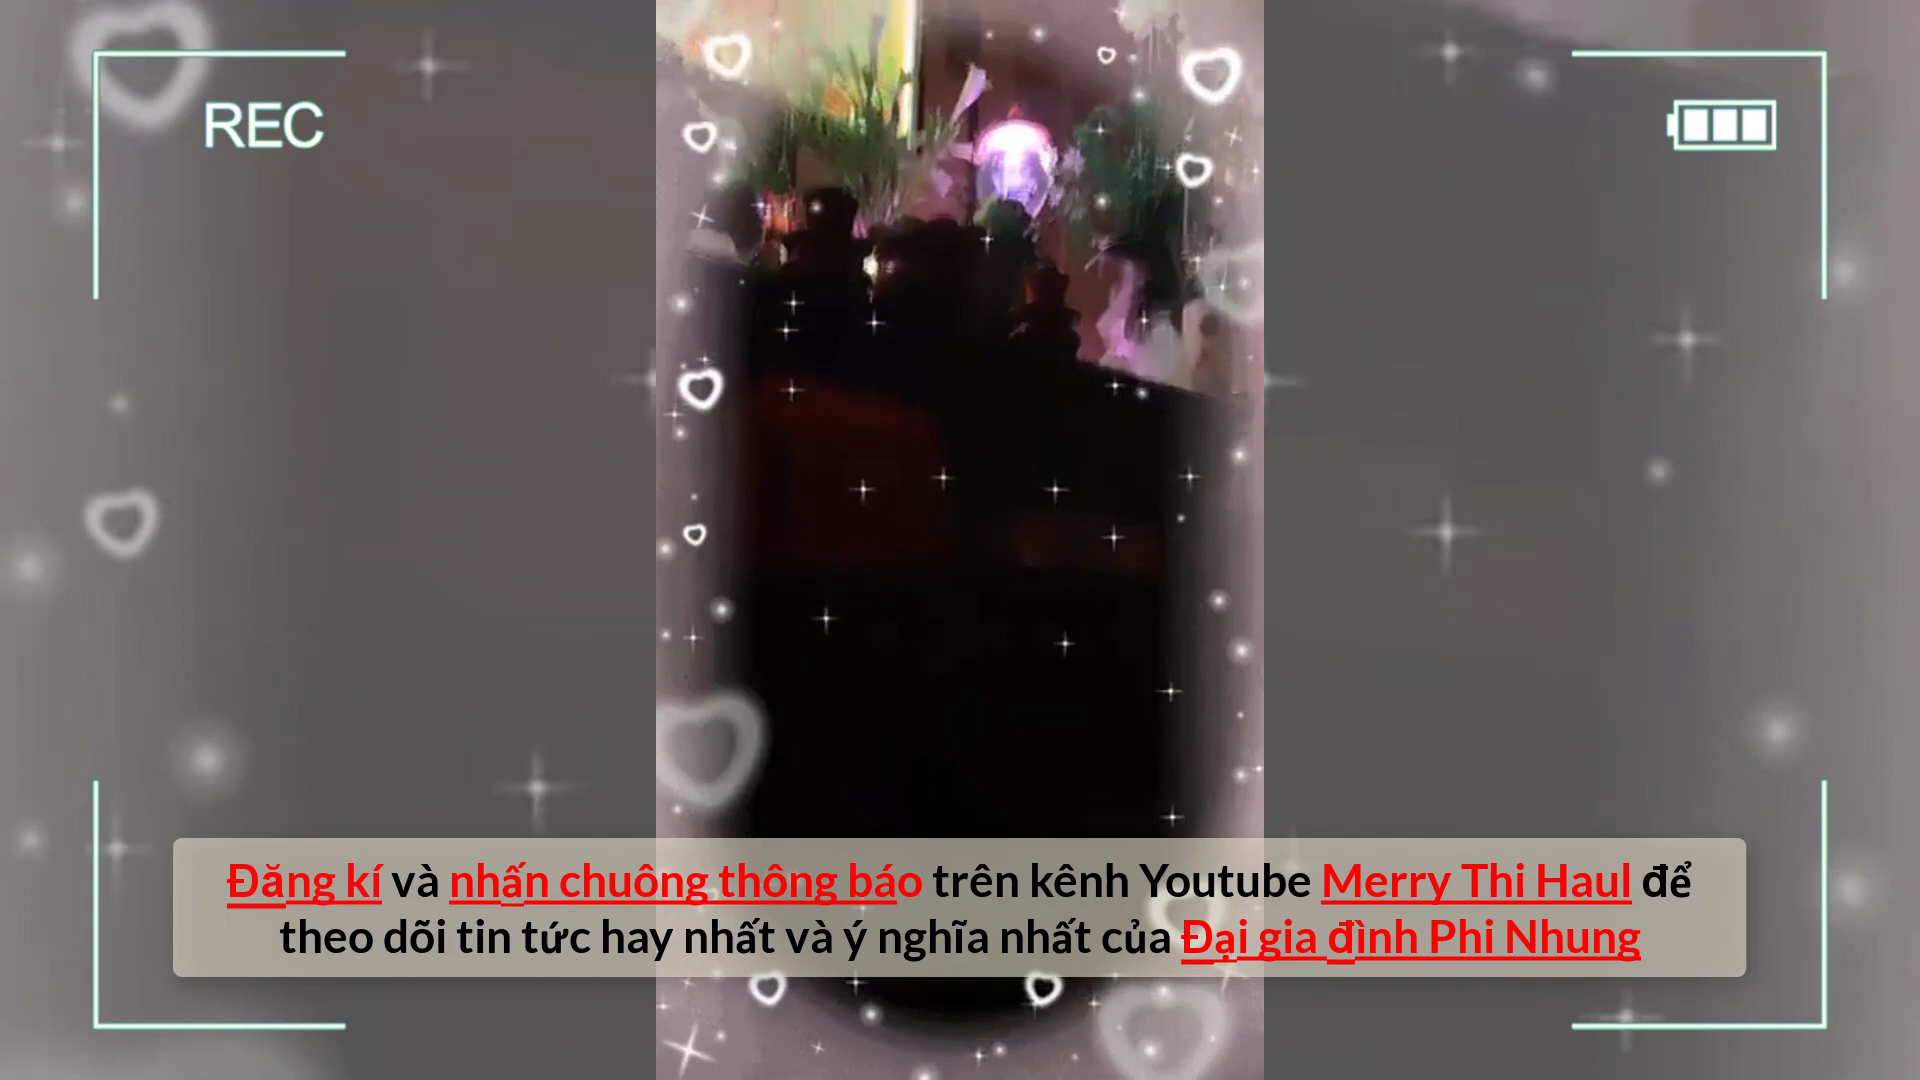 REC
Đăng kí và nhấn chuông thông báo trên kênh Youtube Merry Thi Haul để
theo dõi tin tức hay nhất và ý nghĩa nhất của Đại gia đình Phi Nhung